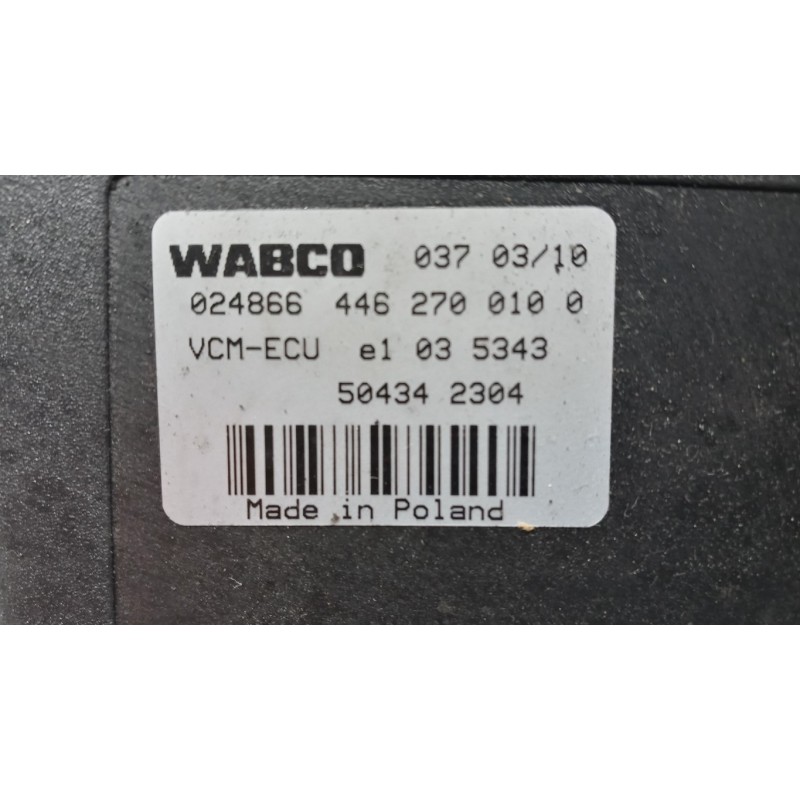 WABCO 037 03/10
024866 446 270 010 0
VCM-ECU e1 03 5343
50434 2304
Made in Poland